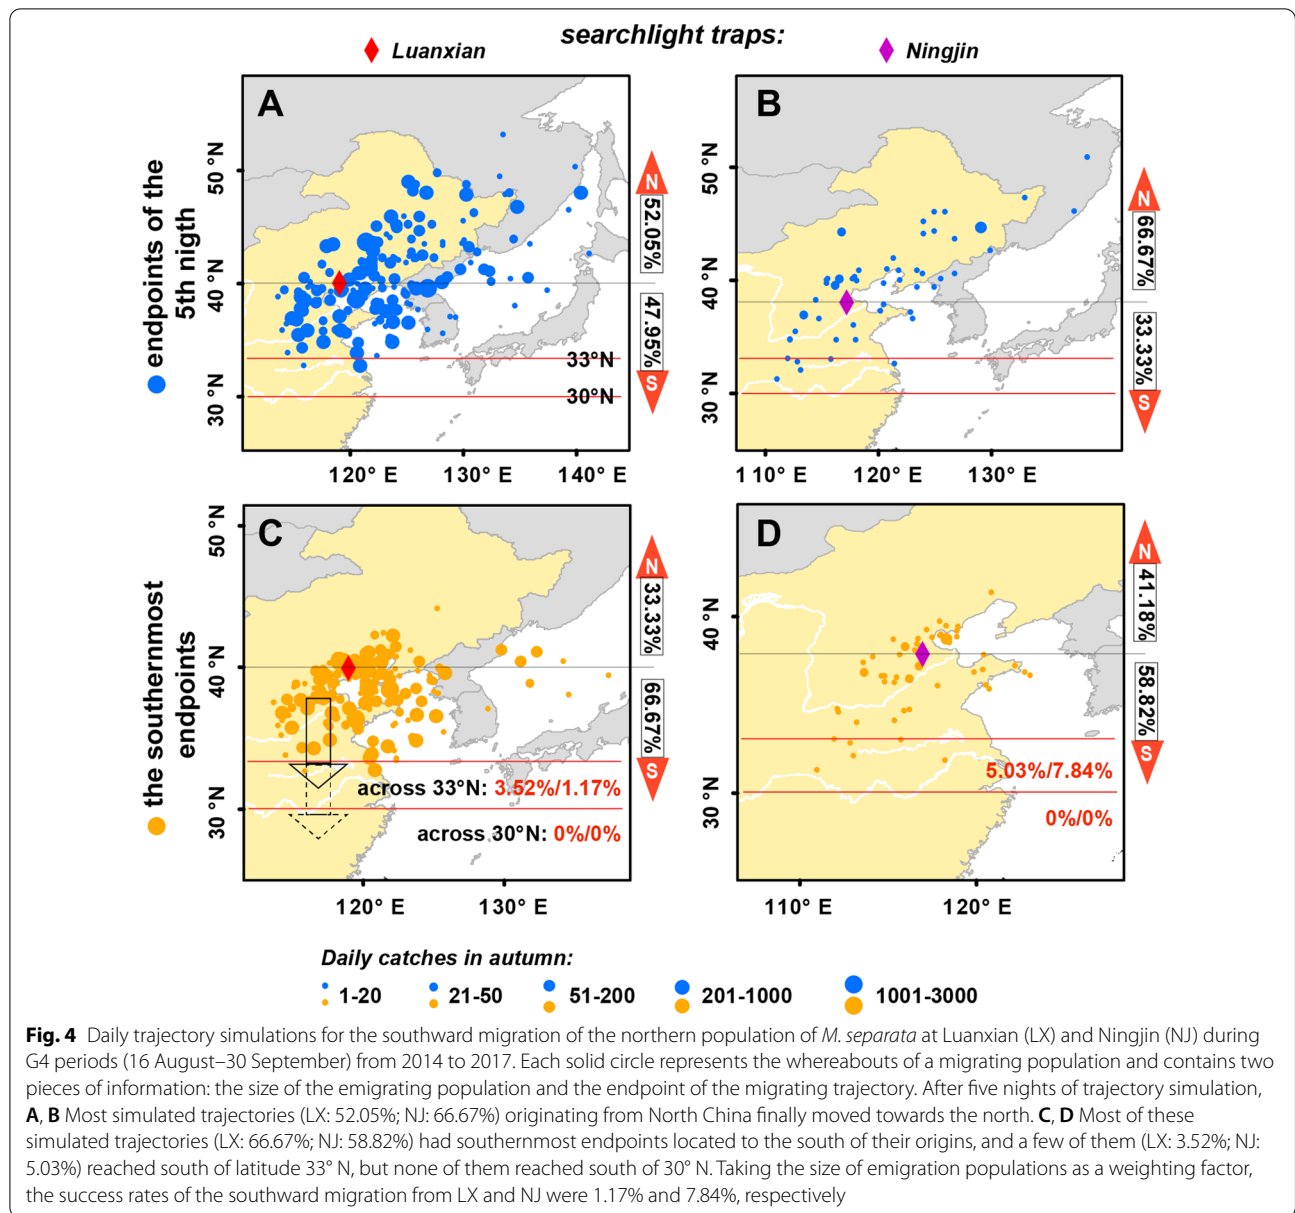 searchlight traps:
Luanxian
Ningjin
endpoints of the
5th nigth
A
50 °N
40 °N
30 °N
33°N
30°N
120° E
130° E
140° E
N
52.05%
47.95%
S
B
50 °N
40 °N
30 °N
110° E
120° E
130° E
N
66.67%
33.33%
S
the southernmost
endpoints
C
50 °N
40 °N
30 °N
across 33°N: 3.52%/1.17%
across 30°N: 0%/0%
120° E
130° E
N
33.33%
66.67%
S
D
40 °N
30 °N
5.03%/7.84%
0%/0%
110° E
120° E
N
41.18%
58.82%
S
Daily catches in autumn:
1-20
21-50
51-200
201-1000
1001-3000
Fig. 4 Daily trajectory simulations for the southward migration of the northern population of M. separata at Luanxian (LX) and Ningjin (NJ) during
G4 periods (16 August–30 September) from 2014 to 2017. Each solid circle represents the whereabouts of a migrating population and contains two
pieces of information: the size of the emigrating population and the endpoint of the migrating trajectory. After five nights of trajectory simulation,
A, B Most simulated trajectories (LX: 52.05%; NJ: 66.67%) originating from North China finally moved towards the north. C, D Most of these
simulated trajectories (LX: 66.67%; NJ: 58.82%) had southernmost endpoints located to the south of their origins, and a few of them (LX: 3.52%; NJ:
5.03%) reached south of latitude 33° N, but none of them reached south of 30° N. Taking the size of emigration populations as a weighting factor,
the success rates of the southward migration from LX and NJ were 1.17% and 7.84%, respectively